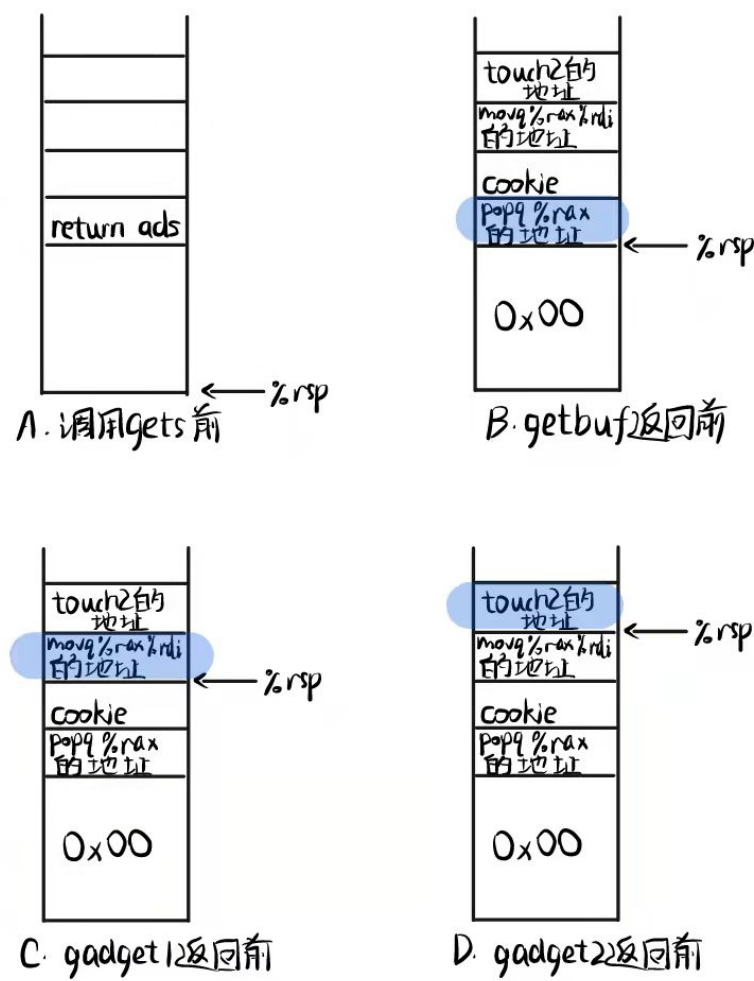 return ads
%rsp
A.调用gets前
touch2的
地址
movq%rax%rdi
的地址
cookie
popq %rax
的地址
%rsp
0x00
B.getbuf返回前
touch2的
地址
movq%rax%rdi
的地址
%rsp
cookie
popq %rax
的地址
0x00
C. gadget1返回前
touch2的
地址
%rsp
movq%rax%rdi
的地址
cookie
popq %rax
的地址
0x00
D. gadget2返回前